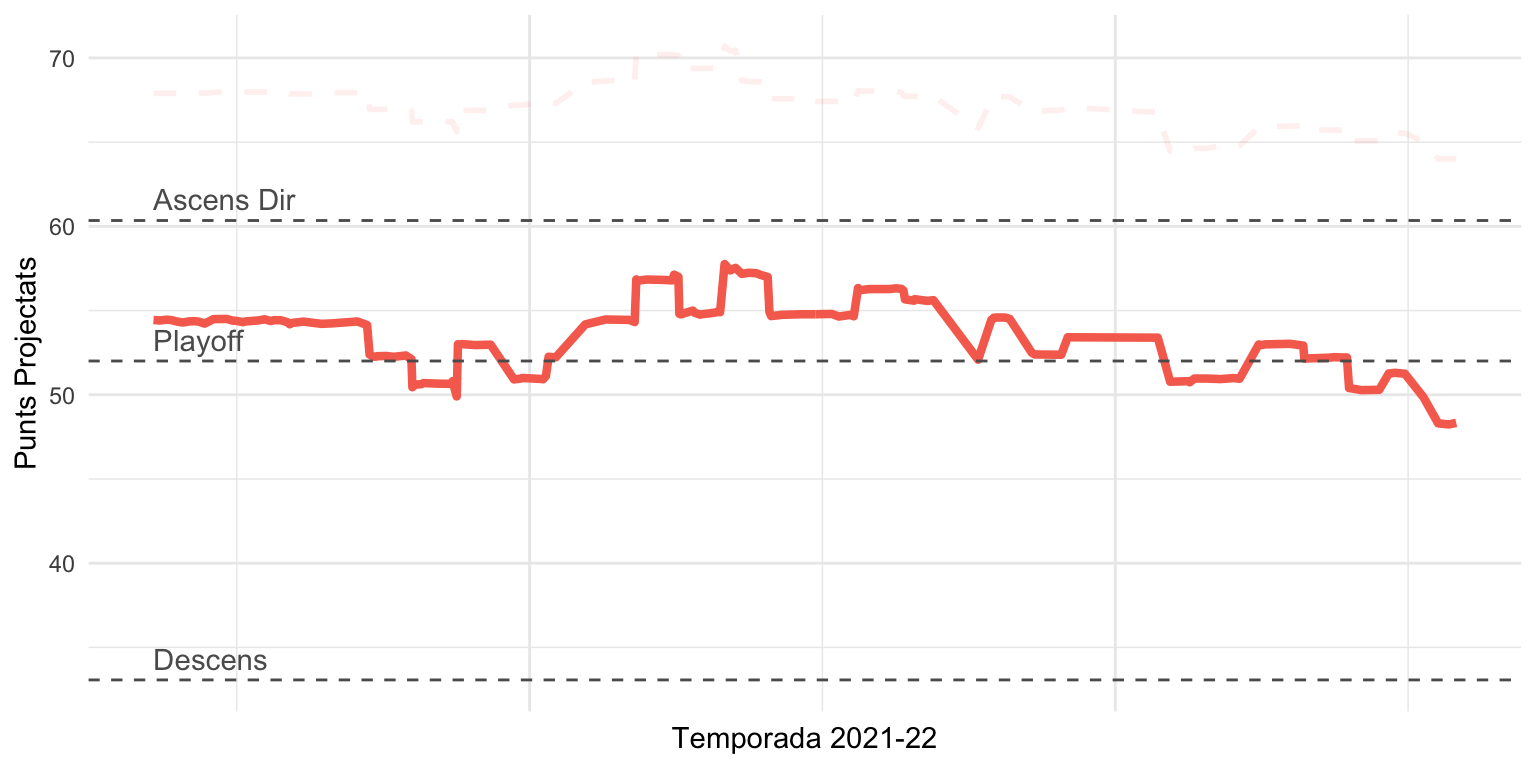 70
Ascens Dir
60
Playoff
50
40
Descens
Punts Projectats
Temporada 2021-22